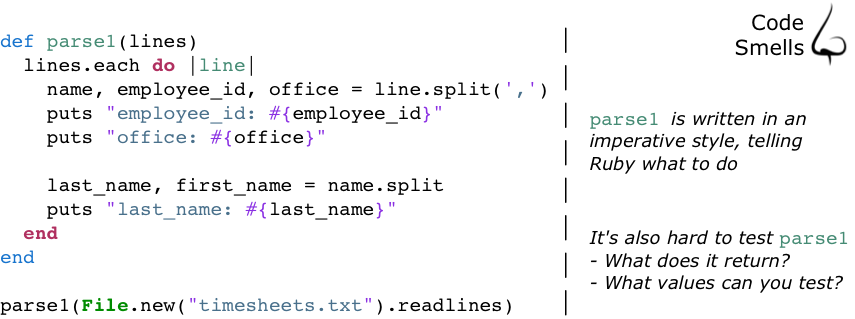 def parse1(lines)
  lines.each do |line|
    name, employee_id, office = line.split(',')
    puts "employee_id: #{employee_id}"
    puts "office: #{office}"

    last_name, first_name = name.split
    puts "last_name: #{last_name}"
  end
end

parse1(File.new("timesheets.txt").readlines)
Code
Smells
parse1 is written in an
imperative style, telling
Ruby what to do
It's also hard to test parse1
- What does it return?
- What values can you test?